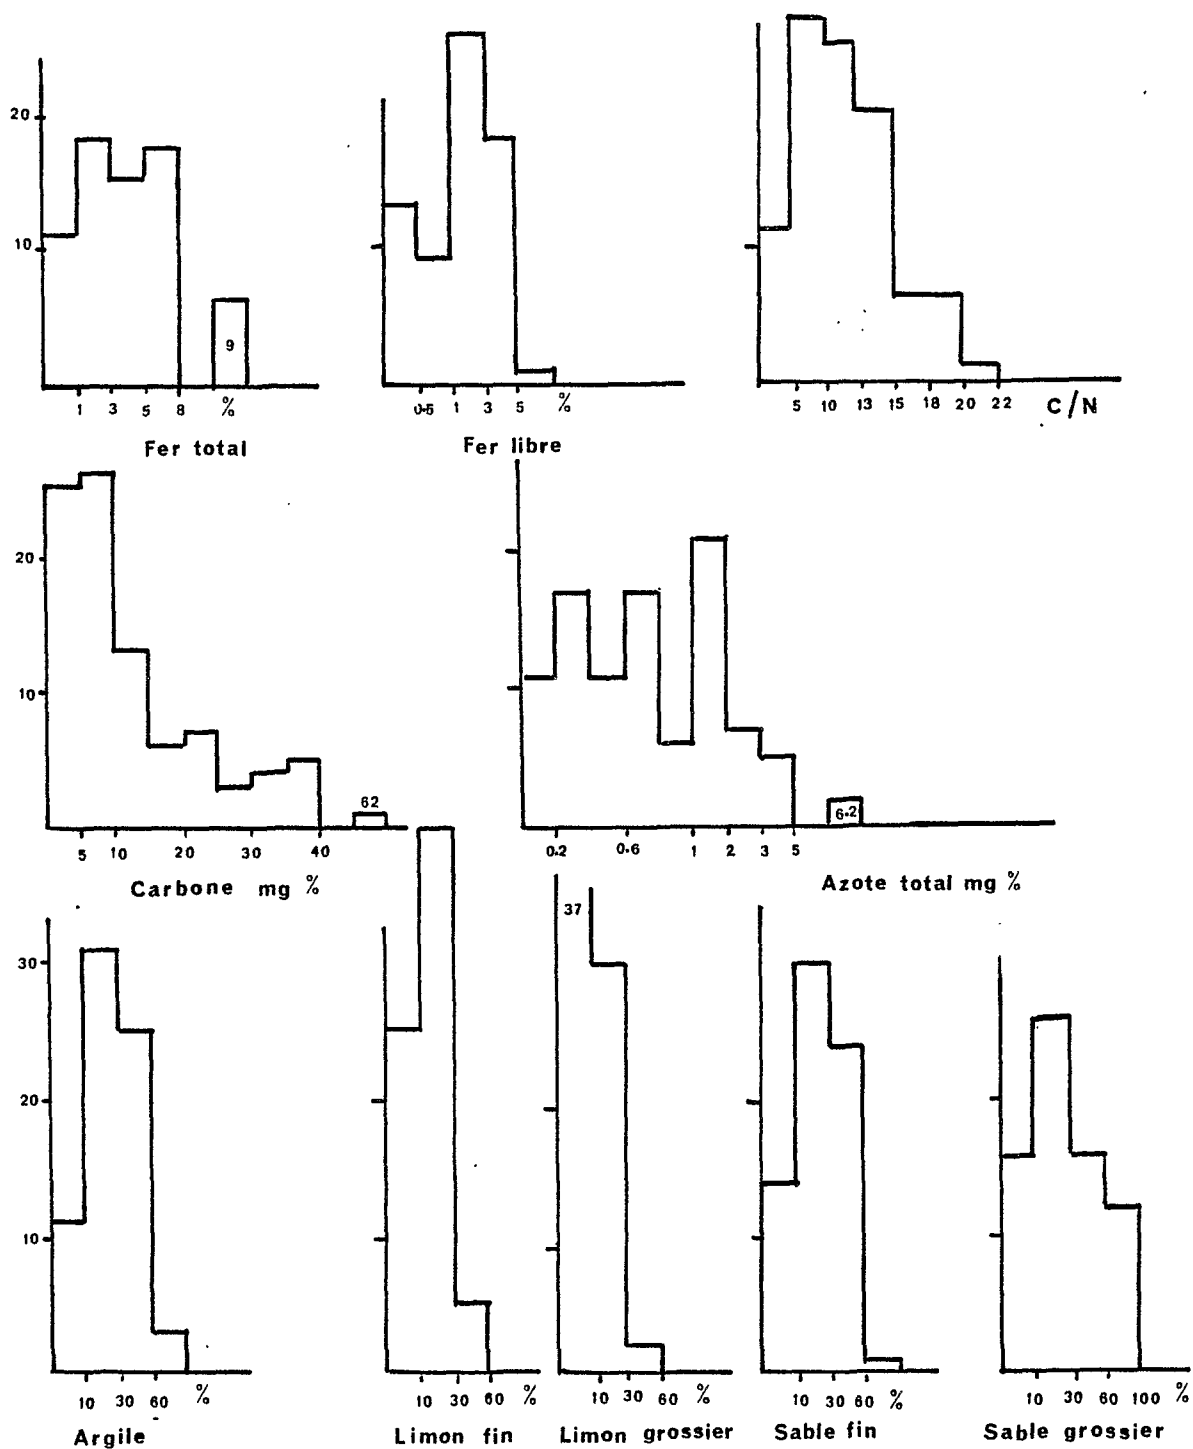 20
10
9
1 3 5 8 %
Fer total
0.5 1 3 5 %
Fer libre
5 10 13 15 18 20 22 C/N
20
10
62
5 10 20 30 40
Carbone mg %
6.2
0.2 0.6 1 2 3 5
Azote total mg %
30
20
10
10 30 60 %
Argile
10 30 60 %
Limon fin
37
10 30 60 %
Limon grossier
10 30 60 %
Sable fin
10 30 60 100 %
Sable grossier